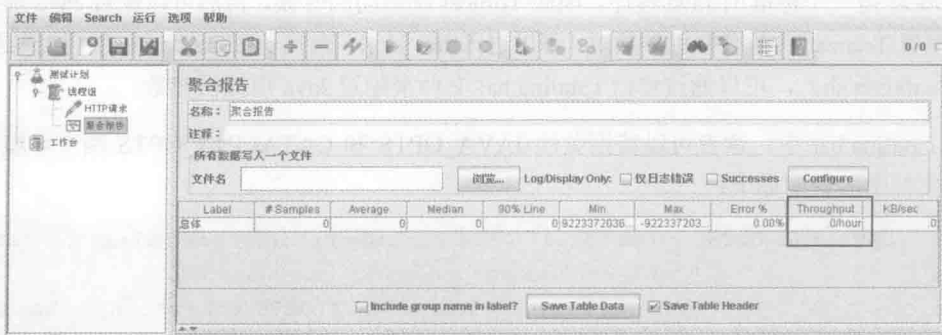 文件 编辑 Search 运行 选项 帮助
0/0
测试计划
线程组
HTTP请求
聚合报告
工作台
聚合报告
名称： 聚合报告
注释：
所有数据写入一个文件
文件名 浏览... Log/Display Only: 仅日志错误 Successes Configure
Label # Samples Average Median 90% Line Min Max Error % Throughput KB/sec
总体 0 0 0 0 9223372036... -922337203... 0.00% .0/hour .0
Include group name in label? Save Table Data Save Table Header